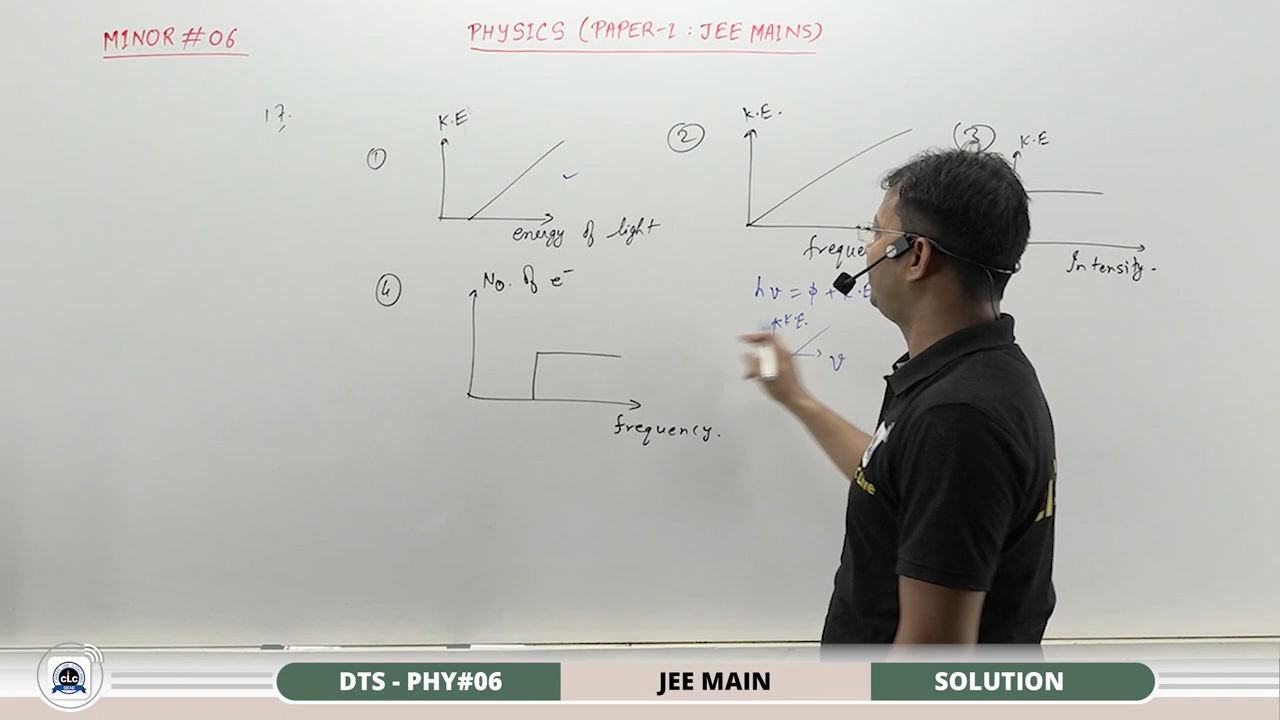 MINOR # 06
PHYSICS (PAPER-1 : JEE MAINS)
17.
① K.E
energy of light
② K.E.
③ K.E
Intensity.
hν = φ +
K.E.
ν
④ No. of e⁻
frequency.
CLC
DTS - PHY#06
JEE MAIN
SOLUTION